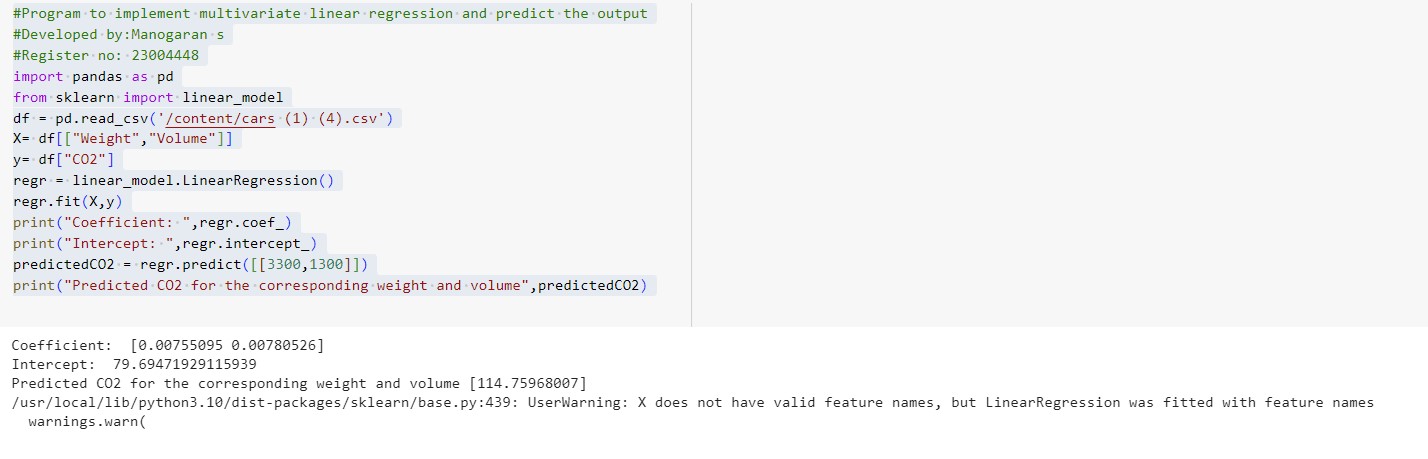 #Program to implement multivariate linear regression and predict the output
#Developed by:Manogaran s
#Register no: 23004448
import pandas as pd
from sklearn import linear_model
df = pd.read_csv('/content/cars (1) (4).csv')
X= df[["Weight","Volume"]]
y= df["CO2"]
regr = linear_model.LinearRegression()
regr.fit(X,y)
print("Coefficient: ",regr.coef_)
print("Intercept: ",regr.intercept_)
predictedCO2 = regr.predict([[3300,1300]])
print("Predicted CO2 for the corresponding weight and volume",predictedCO2)
Coefficient:  [0.00755095 0.00780526]
Intercept:  79.69471929115939
Predicted CO2 for the corresponding weight and volume [114.75968007]
/usr/local/lib/python3.10/dist-packages/sklearn/base.py:439: UserWarning: X does not have valid feature names, but LinearRegression was fitted with feature names
  warnings.warn(